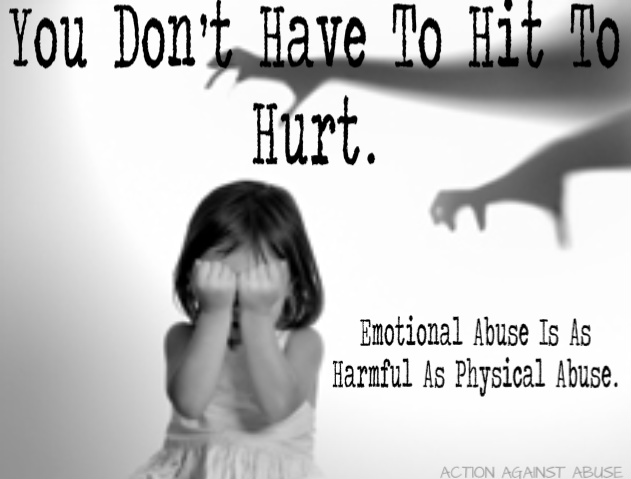 You Don't Have To Hit To
Hurt.
Emotional Abuse Is As
Harmful As Physical Abuse.
ACTION AGAINST ABUSE